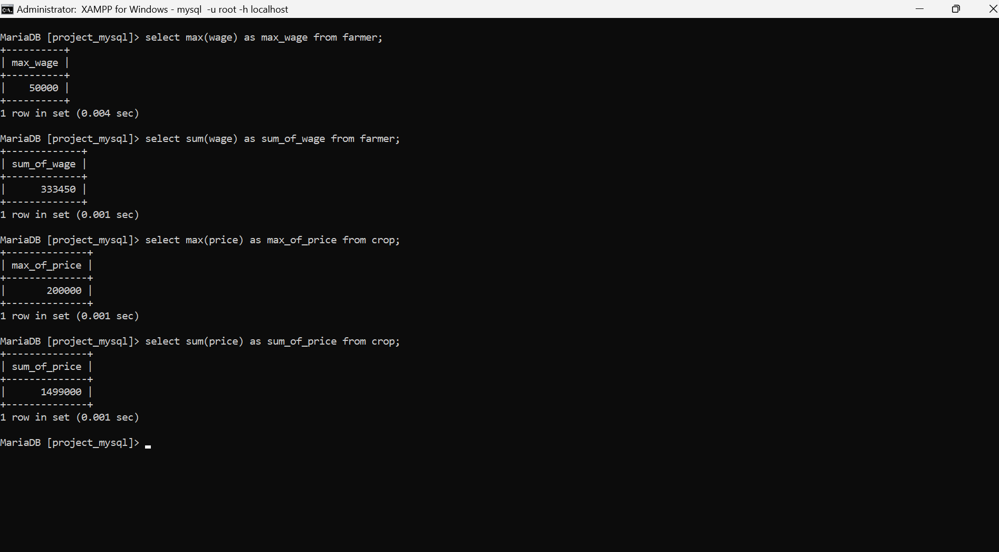 Administrator:  XAMPP for Windows - mysql  -u root -h localhost
MariaDB [project_mysql]> select max(wage) as max_wage from farmer;
+----------+
| max_wage |
+----------+
|    50000 |
+----------+
1 row in set (0.004 sec)
MariaDB [project_mysql]> select sum(wage) as sum_of_wage from farmer;
+-------------+
| sum_of_wage |
+-------------+
|      333450 |
+-------------+
1 row in set (0.001 sec)
MariaDB [project_mysql]> select max(price) as max_of_price from crop;
+--------------+
| max_of_price |
+--------------+
|       200000 |
+--------------+
1 row in set (0.001 sec)
MariaDB [project_mysql]> select sum(price) as sum_of_price from crop;
+--------------+
| sum_of_price |
+--------------+
|      1499000 |
+--------------+
1 row in set (0.001 sec)
MariaDB [project_mysql]>